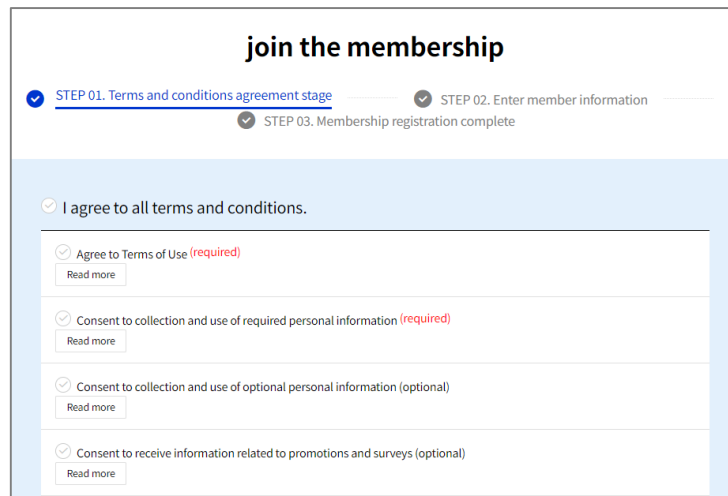 join the membership
STEP 01. Terms and conditions agreement stage
STEP 02. Enter member information
STEP 03. Membership registration complete
I agree to all terms and conditions.
Agree to Terms of Use (required)
Read more
Consent to collection and use of required personal information (required)
Read more
Consent to collection and use of optional personal information (optional)
Read more
Consent to receive information related to promotions and surveys (optional)
Read more